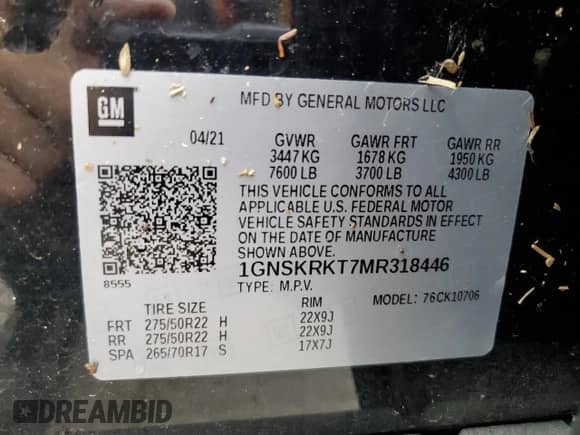 GM
MFD BY GENERAL MOTORS LLC
04/21 GVWR GAWR FRT GAWR RR
3447 KG 1678 KG 1950 KG
7600 LB 3700 LB 4300 LB
THIS VEHICLE CONFORMS TO ALL
APPLICABLE U.S. FEDERAL MOTOR
VEHICLE SAFETY STANDARDS IN EFFECT
ON THE DATE OF MANUFACTURE
SHOWN ABOVE.
1GNSKRKT7MR318446
8555
TYPE: M.P.V. MODEL: 76CK10706
TIRE SIZE RIM
FRT 275/50R22 H 22X9J
RR 275/50R22 H 22X9J
SPA 265/70R17 S 17X7J
DREAMBID